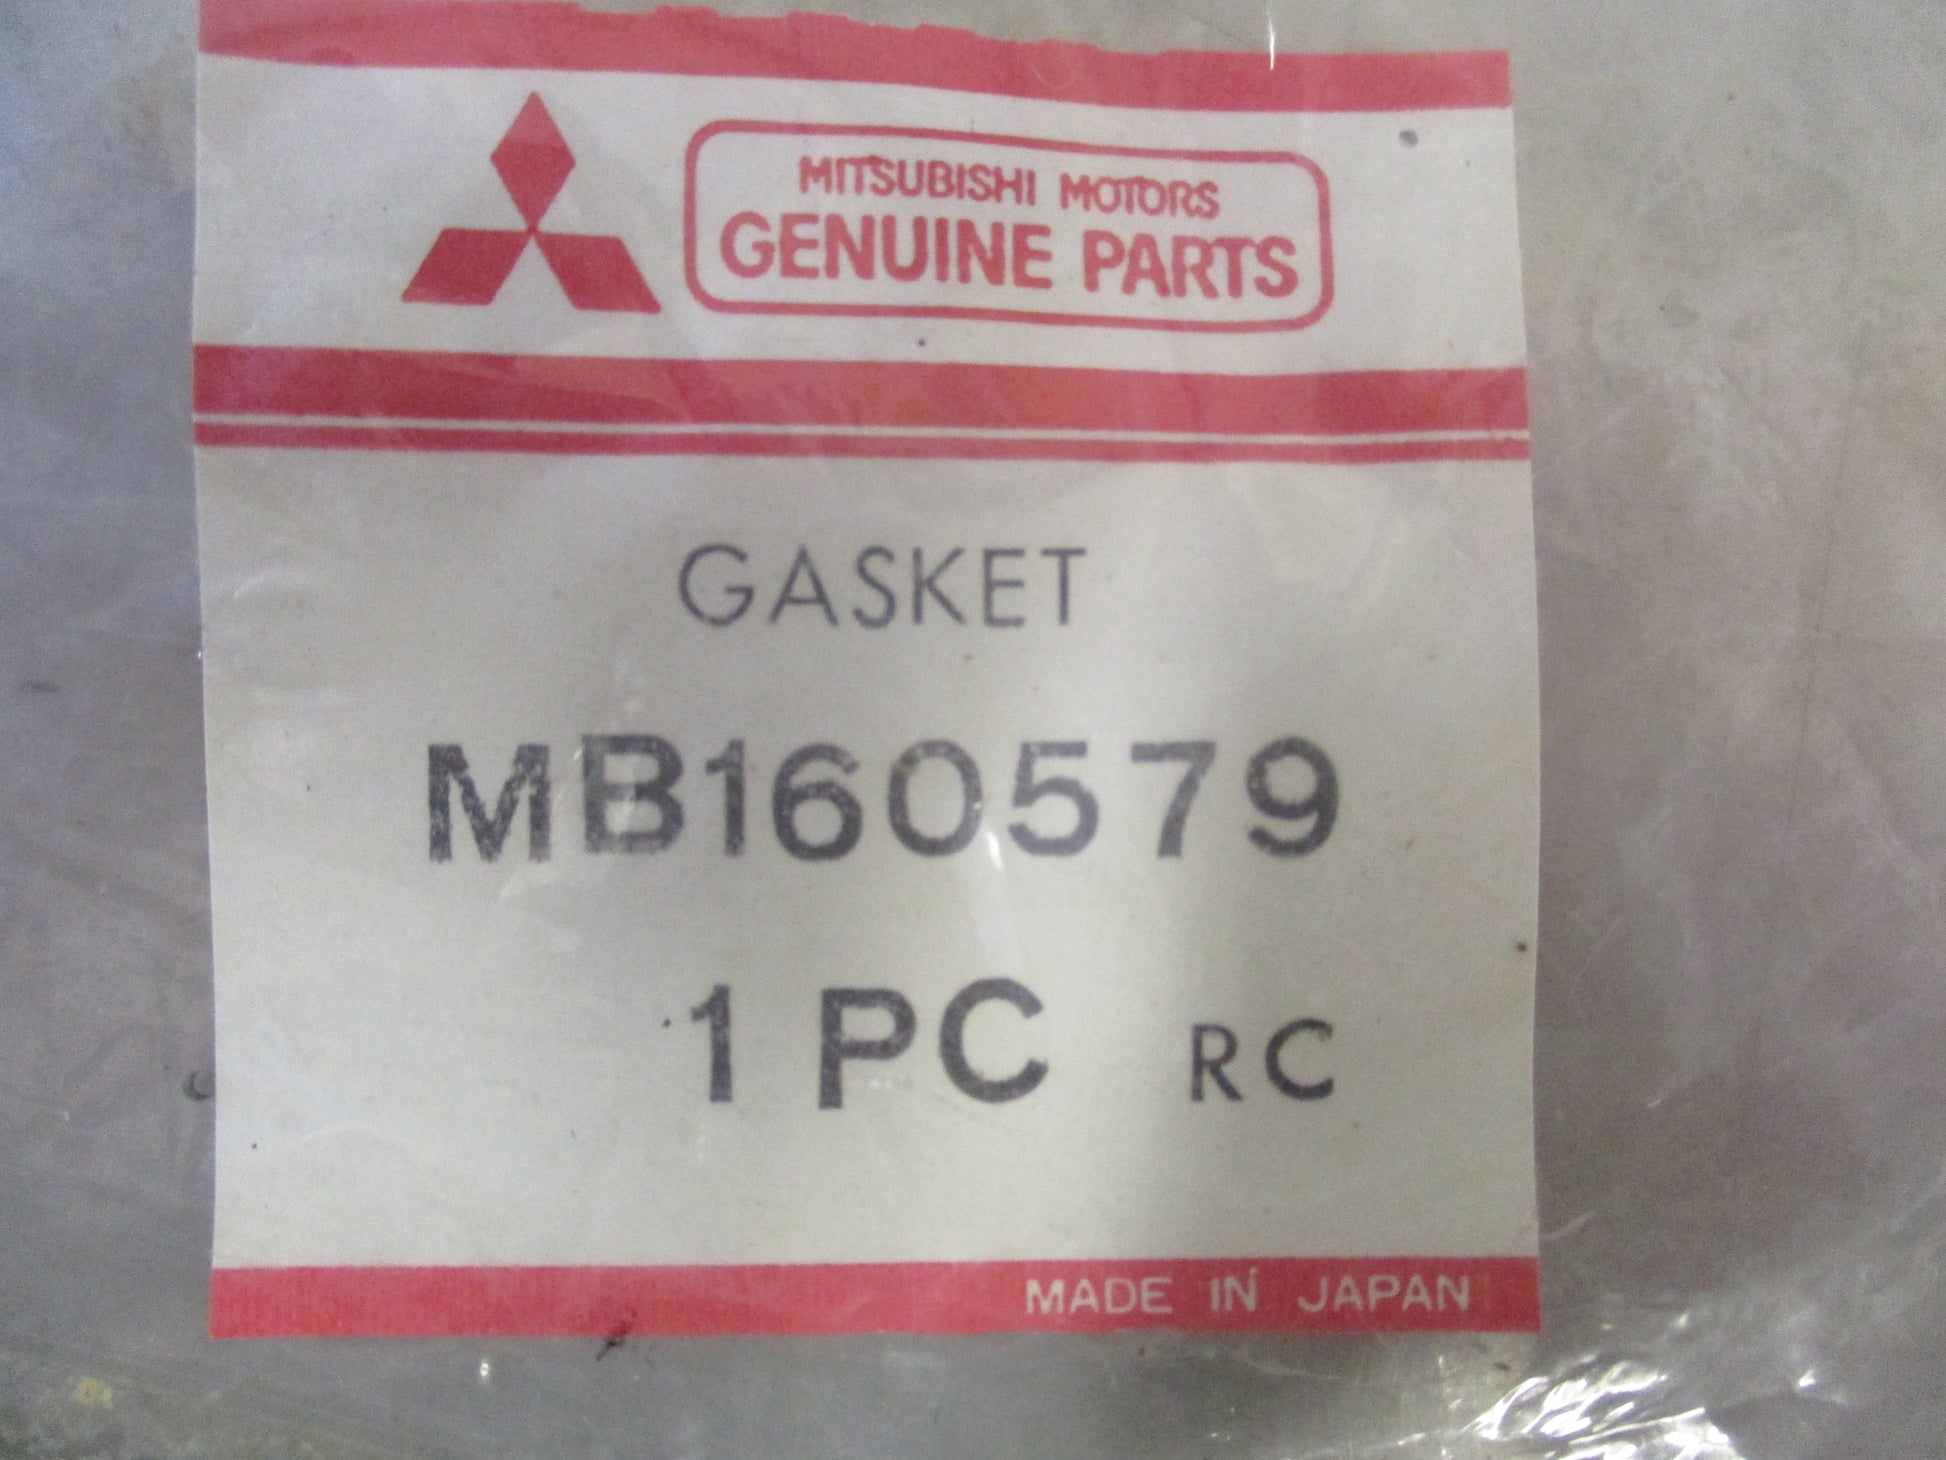 MITSUBISHI MOTORS
GENUINE PARTS
GASKET
MB160579
1 PC RC
MADE IN JAPAN